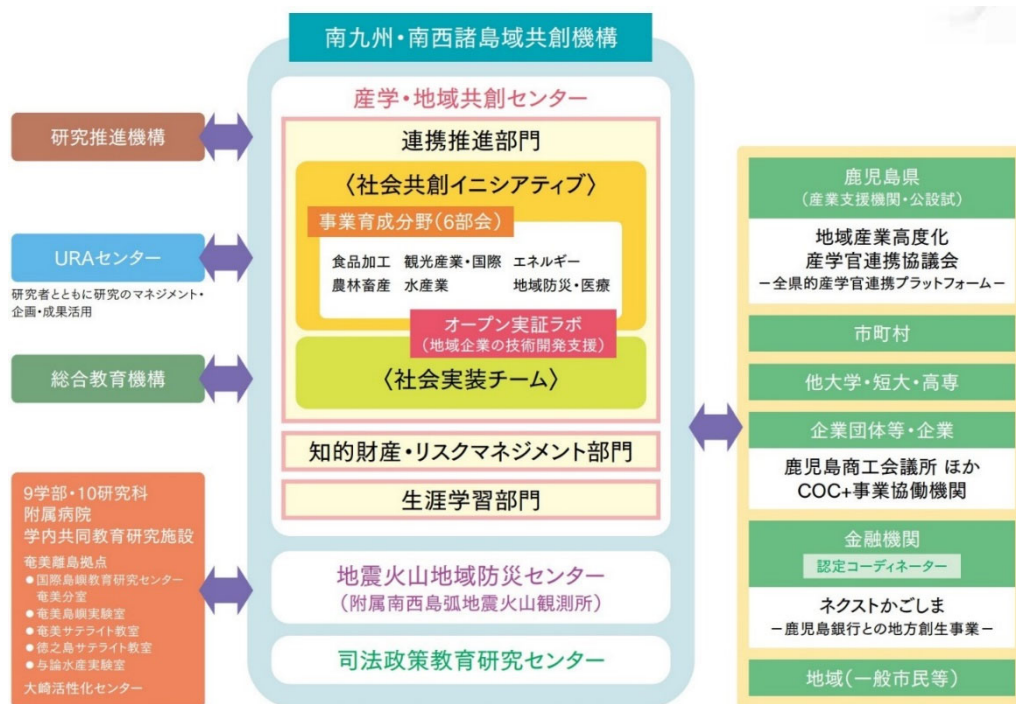 南九州・南西諸島域共創機構
産学・地域共創センター
連携推進部門
〈社会共創イニシアティブ〉
事業育成分野(6部会)
食品加工 観光産業・国際 エネルギー
農林畜産 水産業 地域防災・医療
オープン実証ラボ
(地域企業の技術開発支援)
〈社会実装チーム〉
知的財産・リスクマネジメント部門
生涯学習部門
地震火山地域防災センター
(附属南西島弧地震火山観測所)
司法政策教育研究センター
研究推進機構
URAセンター
研究者とともに研究のマネジメント・
企画・成果活用
総合教育機構
9学部・10研究科
附属病院
学内共同教育研究施設
奄美離島拠点
●国際島嶼教育研究センター
奄美分室
●奄美島嶼実験室
●奄美サテライト教室
●徳之島サテライト教室
●与論水産実験室
大崎活性化センター
鹿児島県
(産業支援機関・公設試)
地域産業高度化
産学官連携協議会
－全県的産学官連携プラットフォーム－
市町村
他大学・短大・高専
企業団体等・企業
鹿児島商工会議所 ほか
COC+事業協働機関
金融機関
認定コーディネーター
ネクストかごしま
－鹿児島銀行との地方創生事業－
地域(一般市民等)